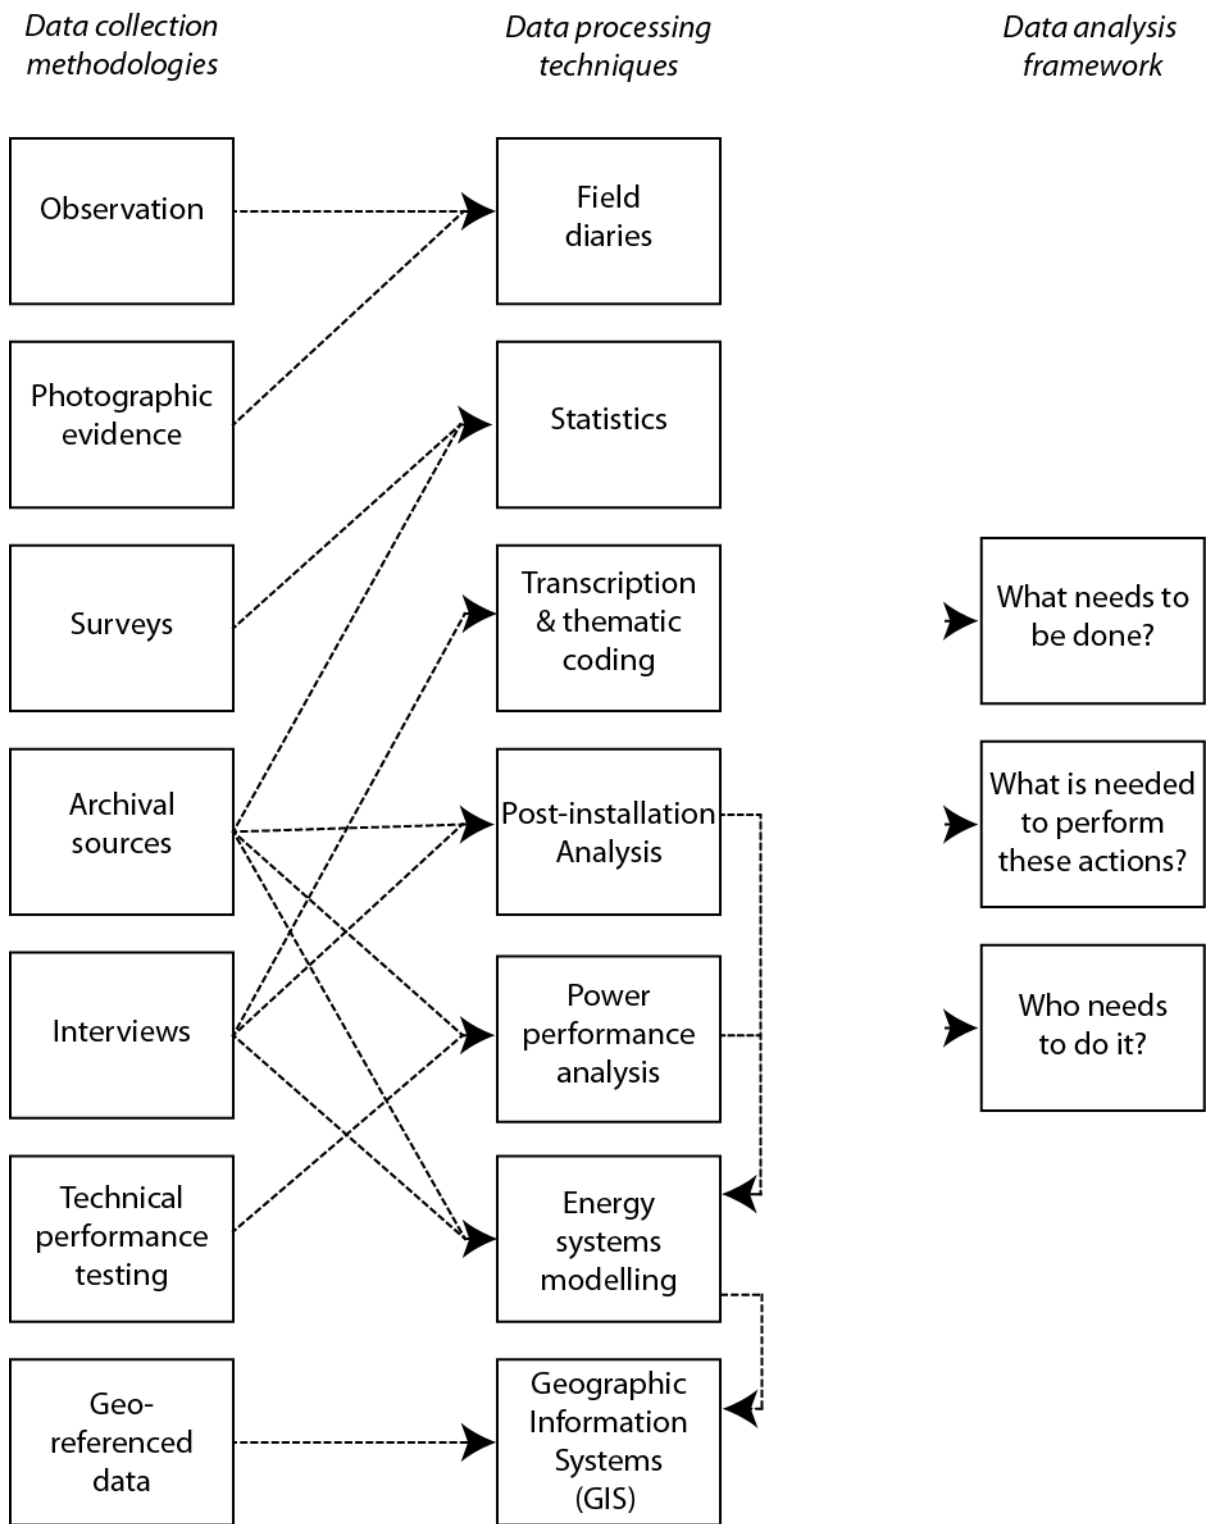 Data collection
methodologies
Data processing
techniques
Data analysis
framework
Observation
Photographic
evidence
Surveys
Archival
sources
Interviews
Technical
performance
testing
Geo-
referenced
data
Field
diaries
Statistics
Transcription
& thematic
coding
Post-installation
Analysis
Power
performance
analysis
Energy
systems
modelling
Geographic
Information
Systems
(GIS)
What needs to
be done?
What is needed
to perform
these actions?
Who needs
to do it?